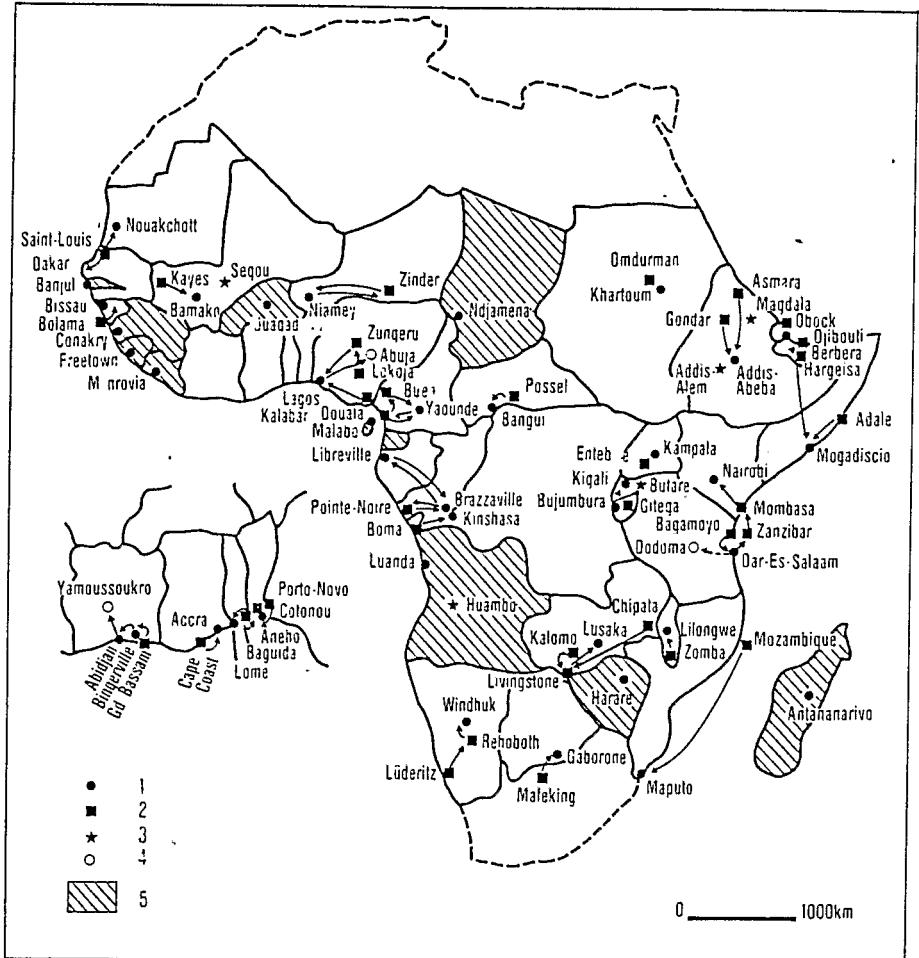 Nouakchott
Saint-Louis
Dakar
Banjul
Bissau
Bolama
Conakry
Freetown
Monrovia
Kayes
Segou
Bamako
Ouagad
Niamey
Zinder
Ndjamena
Omdurman
Khartoum
Asmara
Magdala
Gondar
Obock
Djibouti
Berbera
Hargeisa
Addis-
Alem
Addis-
Abeba
Zungeru
Abuja
Lokoja
Lagos
Kalabar
Buea
Douala
Malabo
Yaounde
Possel
Bangui
Libreville
Adale
Mogadiscio
Entebbe
Kampala
Kigali
Butare
Nairobi
Bujumbura
Gitega
Mombasa
Bagamoyo
Zanzibar
Dodoma
Dar-Es-Salaam
Pointe-Noire
Brazzaville
Kinshasa
Boma
Luanda
Huambo
Yamoussoukro
Accra
Porto-Novo
Cotonou
Aneho
Baguida
Lome
Abidjan
Bingerville
Gd Bassam
Cape
Coast
Chipata
Kalomo
Lusaka
Lilongwe
Zomba
Mozambique
Livingstone
Harare
Antananarivo
Windhuk
Rehoboth
Gaborone
Lüderitz
Mafeking
Maputo
1
2
3
4
5
0 1000km